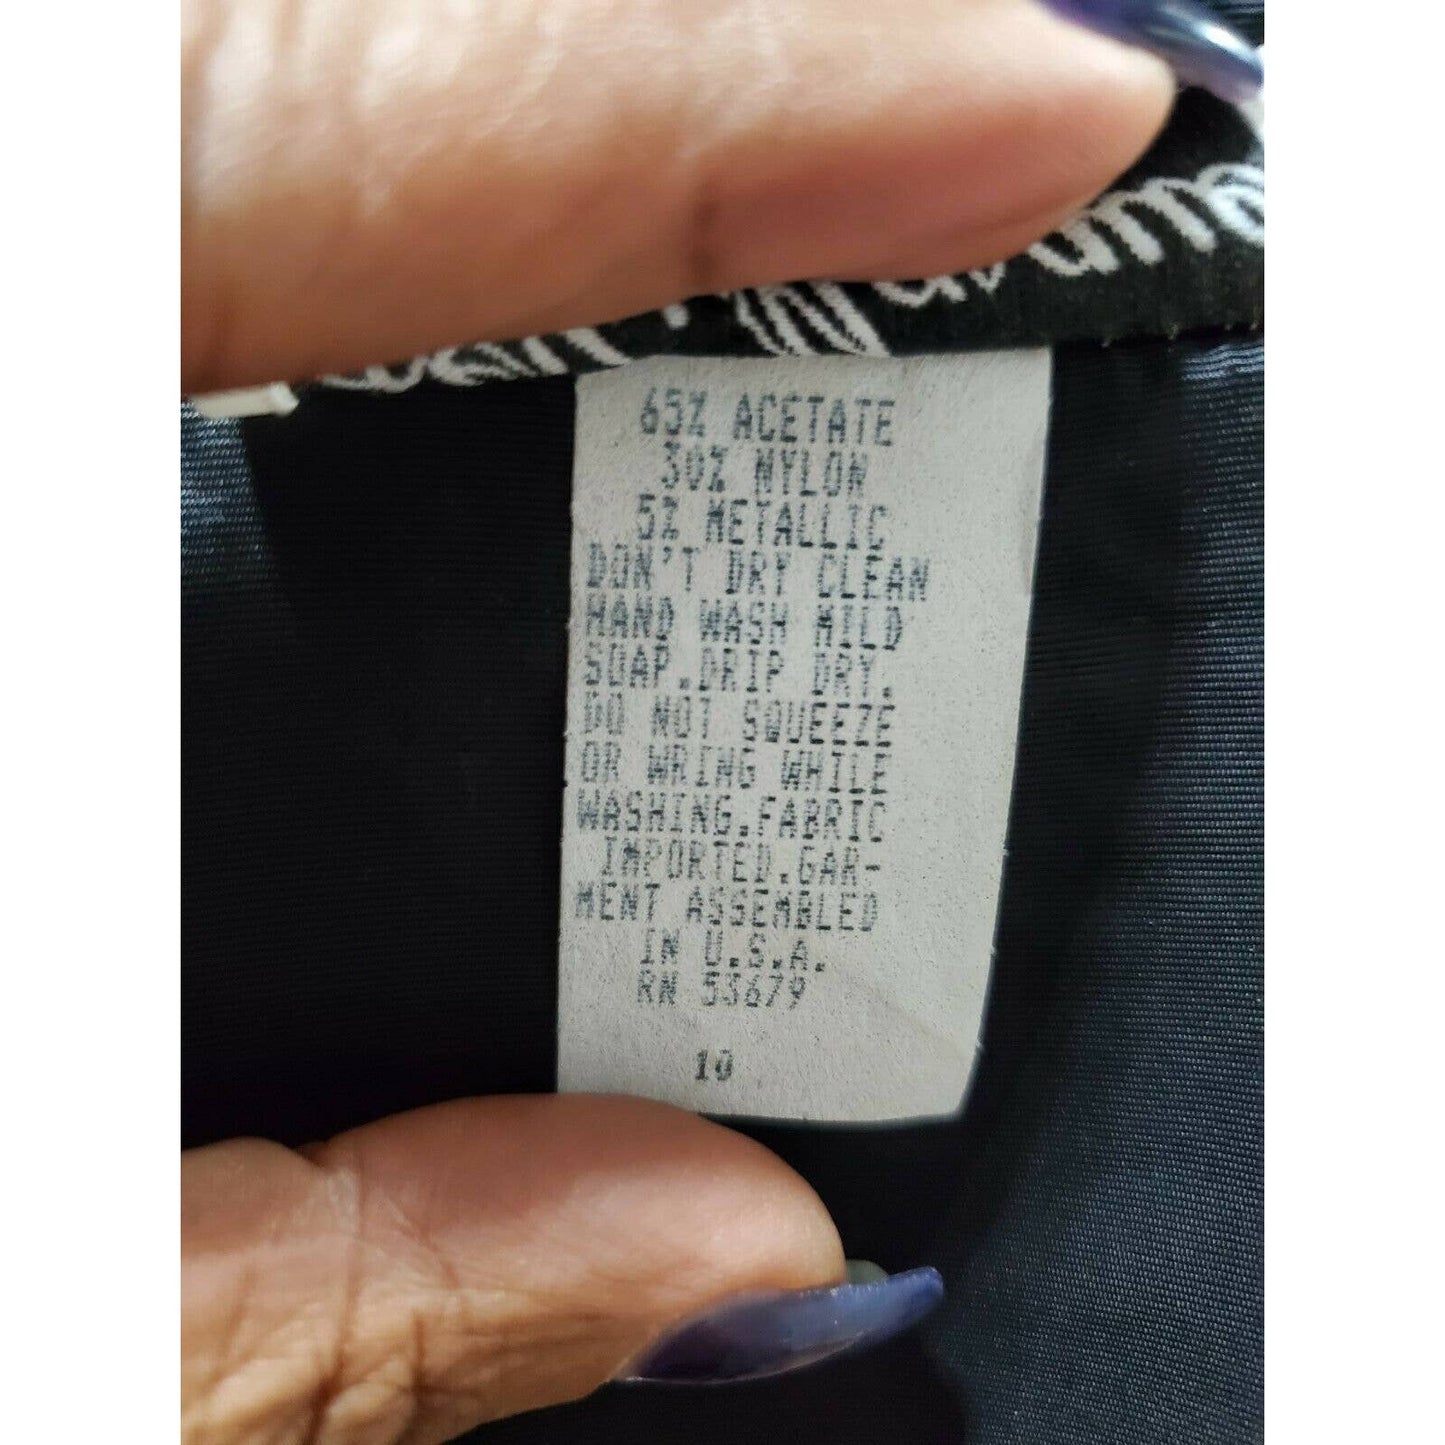 65% ACETATE
30% NYLON
5% METALLIC
DON'T DRY CLEAN
HAND WASH MILD
SOAP.DRIP DRY.
DO NOT SQUEEZE
OR WRING WHILE
WASHING.FABRIC
IMPORTED.GAR-
MENT ASSEMBLED
IN U.S.A.
RN 53679
10